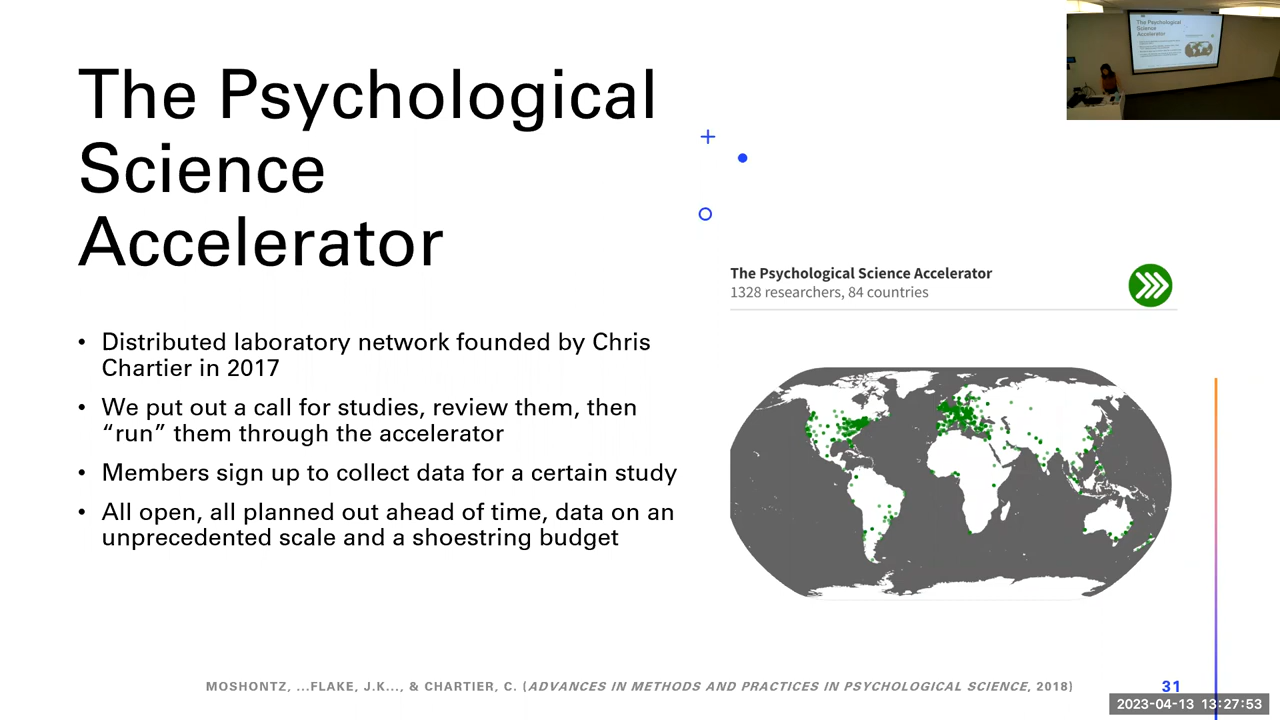 The Psychological
Science
Accelerator
• Distributed laboratory network founded by Chris
Chartier in 2017
• We put out a call for studies, review them, then
“run” them through the accelerator
• Members sign up to collect data for a certain study
• All open, all planned out ahead of time, data on an
unprecedented scale and a shoestring budget
The Psychological Science Accelerator
1328 researchers, 84 countries
MOSHONTZ, ...FLAKE, J.K..., & CHARTIER, C. (ADVANCES IN METHODS AND PRACTICES IN PSYCHOLOGICAL SCIENCE, 2018)
31
2023-04-13 13:27:53
The Psychological
Science
Accelerator